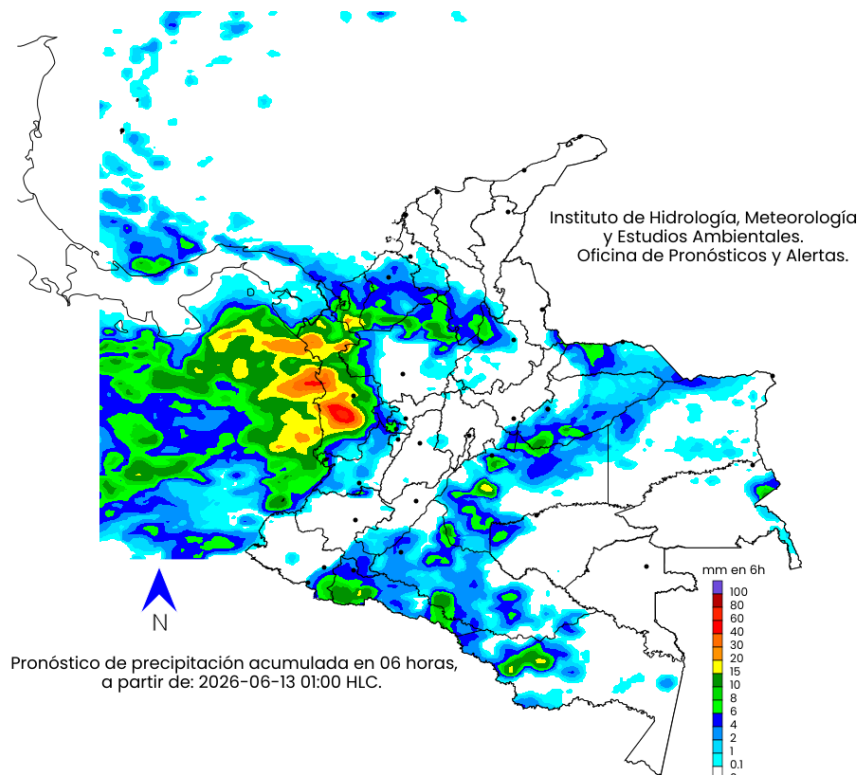 Instituto de Hidrología, Meteorología
y Estudios Ambientales.
Oficina de Pronósticos y Alertas.
mm en 6h
100
80
60
40
30
20
15
10
8
6
4
2
1
0.1
N
Pronóstico de precipitación acumulada en 06 horas,
a partir de: 2026-06-13 01:00 HLC.